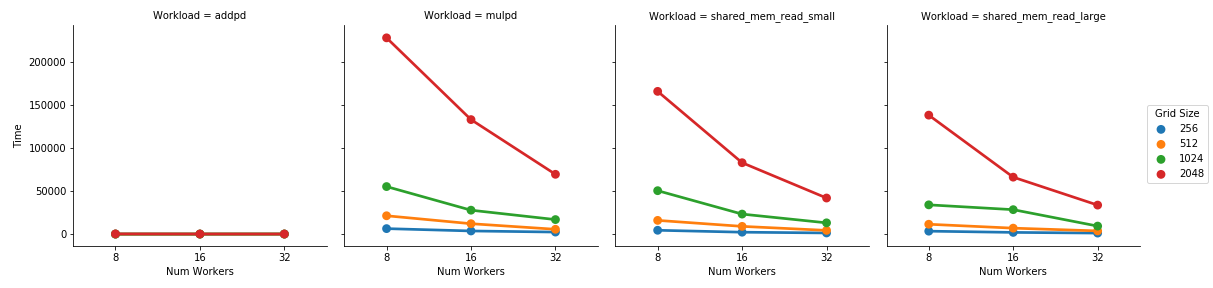 Workload = addpd
Workload = mulpd
Workload = shared_mem_read_small
Workload = shared_mem_read_large
Time
200000
150000
100000
50000
0
8 16 32
Num Workers
8 16 32
Num Workers
8 16 32
Num Workers
8 16 32
Num Workers
Grid Size
256
512
1024
2048